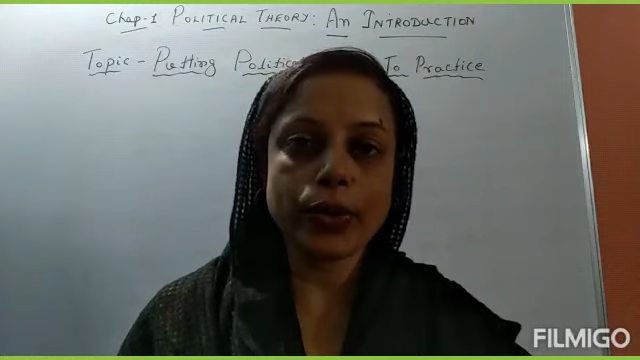 Chap-1 POLITICAL THEORY: An INTRODUCTION
Topic - Putting To Practice
FILMIGO